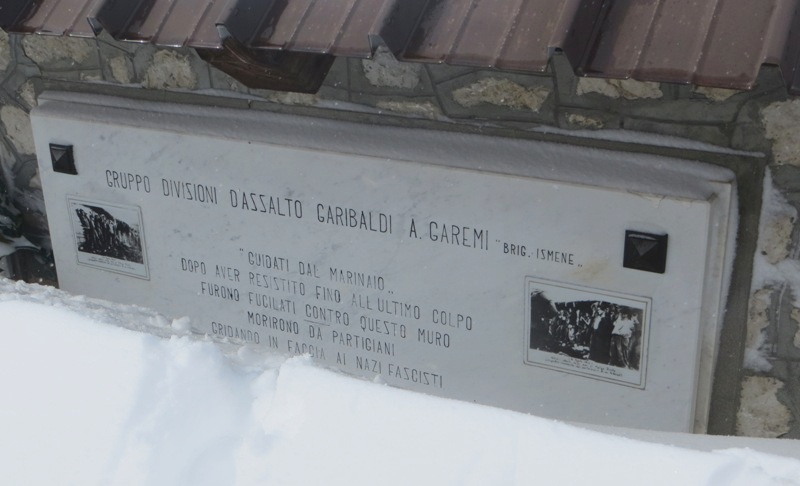 GRUPPO DIVISIONI D'ASSALTO GARIBALDI A. GAREMI "BRIG. ISMENE„
"GUIDATI DAL MARINAIO„
DOPO AVER RESISTITO FINO ALL'ULTIMO COLPO
FURONO FUCILATI CONTRO QUESTO MURO
MORIRONO DA PARTIGIANI
GRIDANDO IN FACCIA AI NAZI FASCISTI